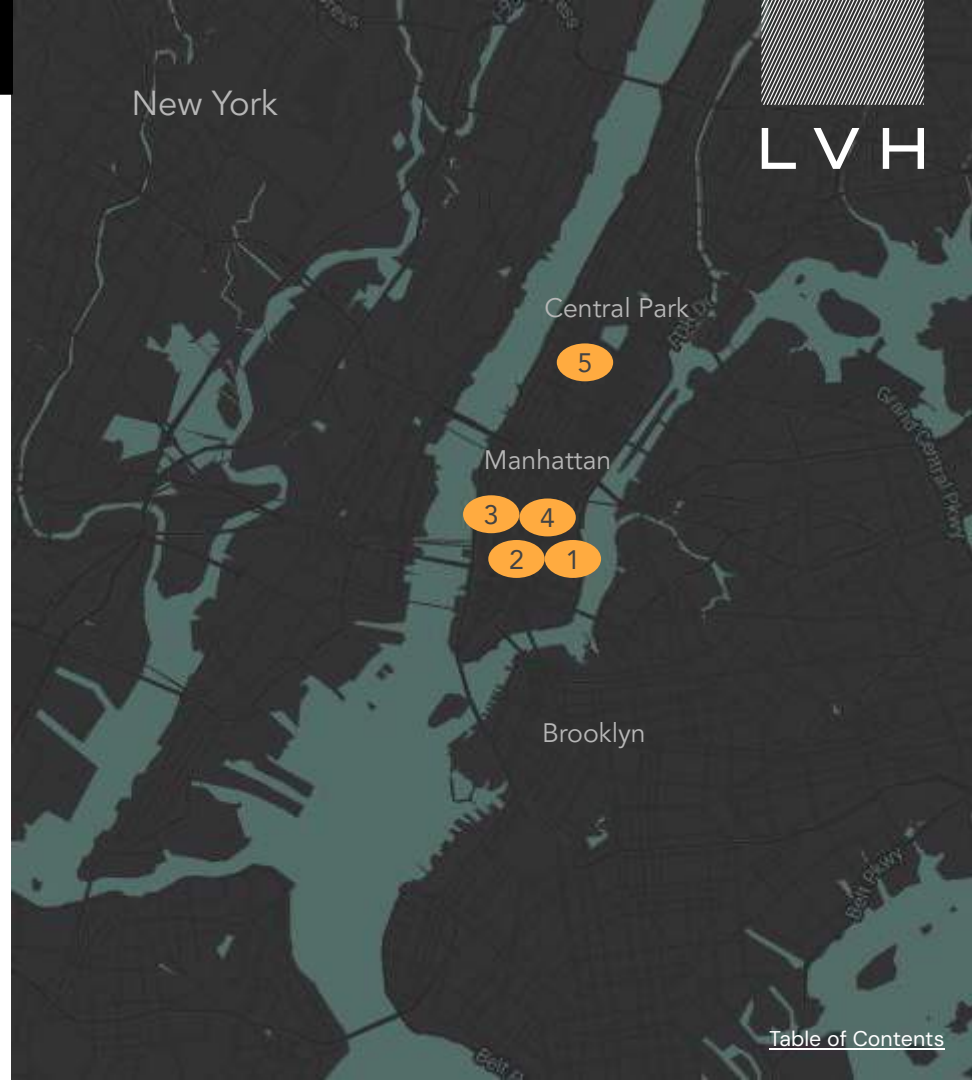 New York
LVH
Central Park
5
Manhattan
3
4
2
1
Grand Central Pkwy
Brooklyn
Belt Pkwy
Table of Contents